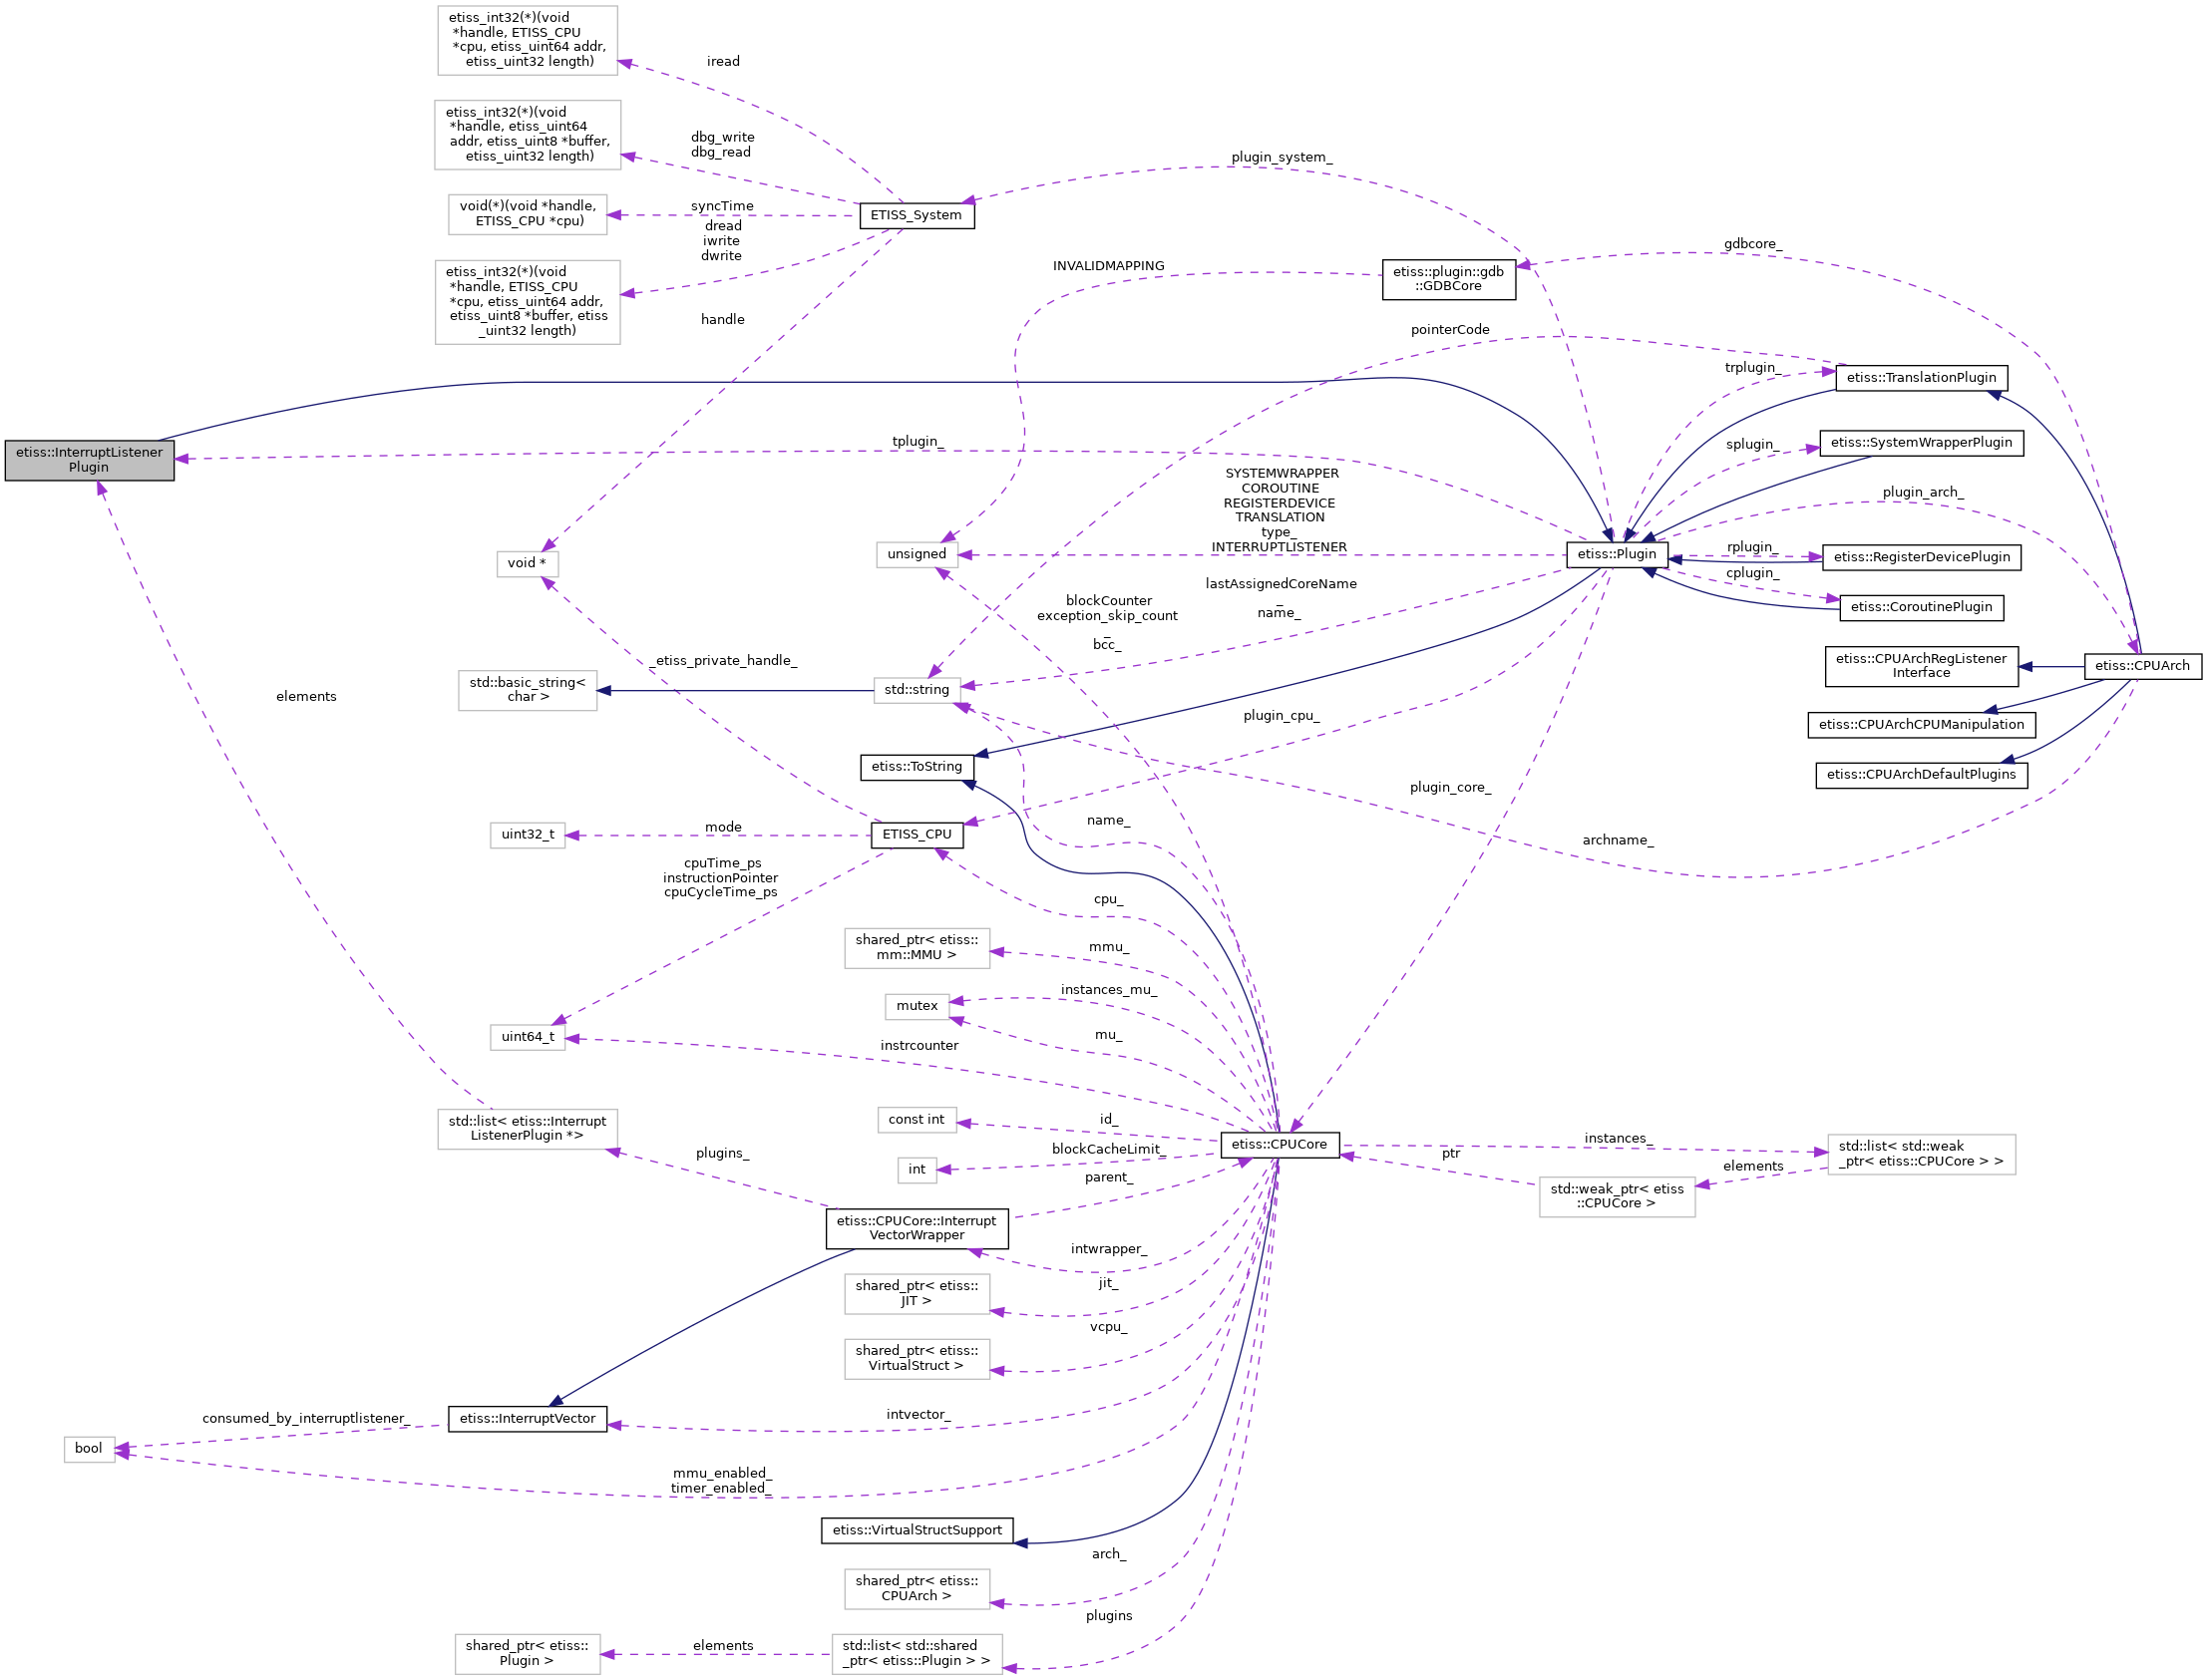 etiss_int32(*)(void
*handle, ETISS_CPU
*cpu, etiss_uint64 addr,
etiss_uint32 length)
iread
etiss_int32(*)(void
*handle, etiss_uint64
addr, etiss_uint8 *buffer,
etiss_uint32 length)
dbg_write
dbg_read
plugin_system_
void(*)(void *handle,
ETISS_CPU *cpu)
syncTime
ETISS_System
dread
iwrite
dwrite
etiss_int32(*)(void
*handle, ETISS_CPU
*cpu, etiss_uint64 addr,
etiss_uint8 *buffer, etiss
_uint32 length)
handle
INVALIDMAPPING
etiss::plugin::gdb
::GDBCore
gdbcore_
pointerCode
trplugin_
etiss::TranslationPlugin
etiss::InterruptListener
Plugin
tplugin_
splugin_
etiss::SystemWrapperPlugin
SYSTEMWRAPPER
COROUTINE
REGISTERDEVICE
TRANSLATION
type_
INTERRUPTLISTENER
plugin_arch_
void *
unsigned
etiss::Plugin
rplugin_
etiss::RegisterDevicePlugin
cplugin_
etiss::CoroutinePlugin
lastAssignedCoreName
_
name_
blockCounter
exception_skip_count
_
bcc_
_etiss_private_handle_
elements
std::basic_string<
char >
std::string
etiss::CPUArchRegListener
Interface
etiss::CPUArch
plugin_cpu_
etiss::CPUArchCPUManipulation
etiss::ToString
etiss::CPUArchDefaultPlugins
plugin_core_
name_
archname_
uint32_t
mode
ETISS_CPU
cpuTime_ps
instructionPointer
cpuCycleTime_ps
cpu_
shared_ptr< etiss::
mm::MMU >
mmu_
mutex
instances_mu_
mu_
uint64_t
instrcounter
std::list< etiss::Interrupt
ListenerPlugin *>
const int
id_
int
blockCacheLimit_
etiss::CPUCore
instances_
std::list< std::weak
_ptr< etiss::CPUCore > >
ptr
elements
std::weak_ptr< etiss
::CPUCore >
plugins_
parent_
etiss::CPUCore::Interrupt
VectorWrapper
intwrapper_
shared_ptr< etiss::
JIT >
jit_
shared_ptr< etiss::
VirtualStruct >
vcpu_
consumed_by_interruptlistener_
etiss::InterruptVector
intvector_
bool
mmu_enabled_
timer_enabled_
etiss::VirtualStructSupport
arch_
shared_ptr< etiss::
CPUArch >
plugins
shared_ptr< etiss::
Plugin >
elements
std::list< std::shared
_ptr< etiss::Plugin > >